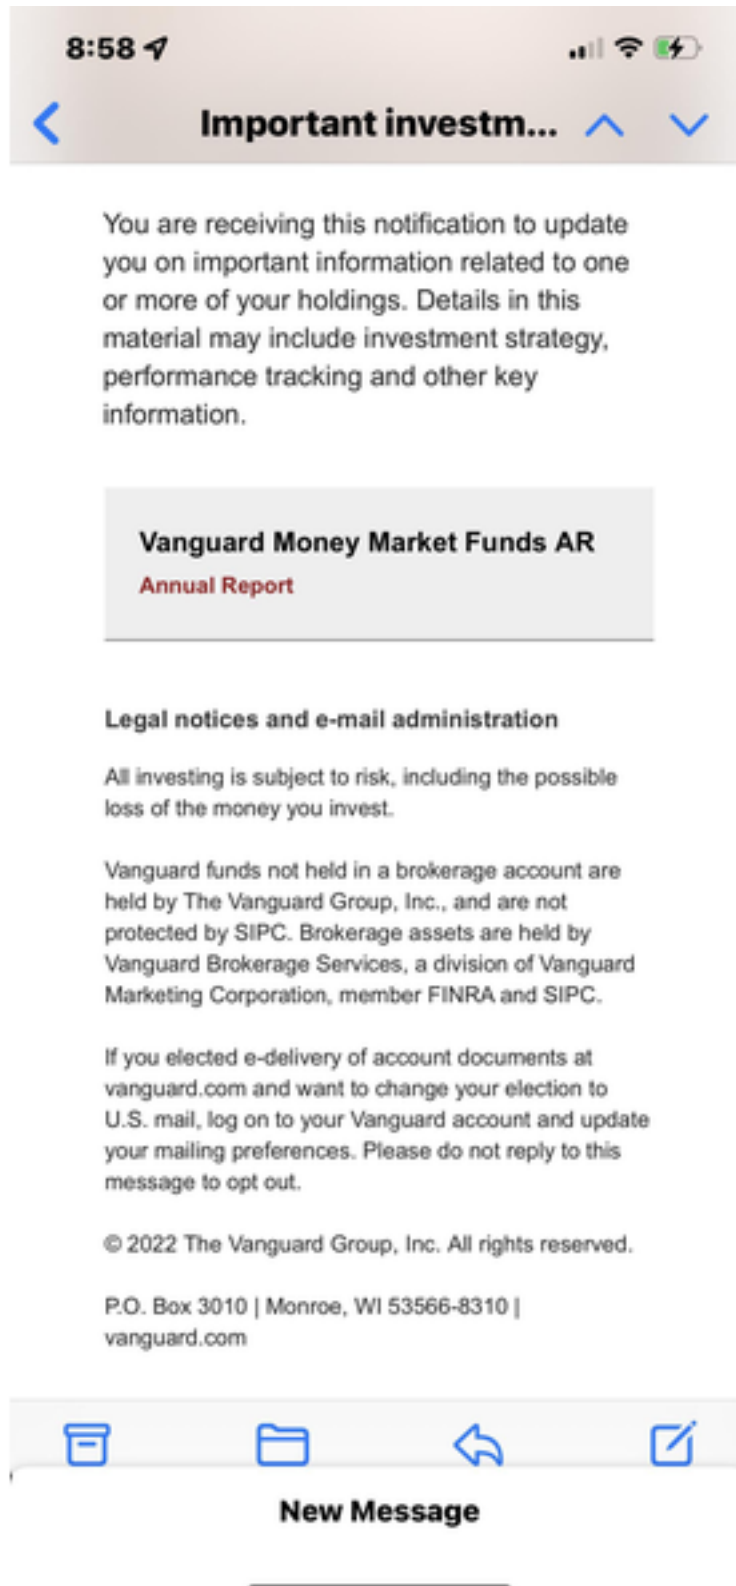 8:58
Important investm...
You are receiving this notification to update
you on important information related to one
or more of your holdings. Details in this
material may include investment strategy,
performance tracking and other key
information.
Vanguard Money Market Funds AR
Annual Report
Legal notices and e-mail administration
All investing is subject to risk, including the possible
loss of the money you invest.
Vanguard funds not held in a brokerage account are
held by The Vanguard Group, Inc., and are not
protected by SIPC. Brokerage assets are held by
Vanguard Brokerage Services, a division of Vanguard
Marketing Corporation, member FINRA and SIPC.
If you elected e-delivery of account documents at
vanguard.com and want to change your election to
U.S. mail, log on to your Vanguard account and update
your mailing preferences. Please do not reply to this
message to opt out.
© 2022 The Vanguard Group, Inc. All rights reserved.
P.O. Box 3010 | Monroe, WI 53566-8310 |
vanguard.com
New Message